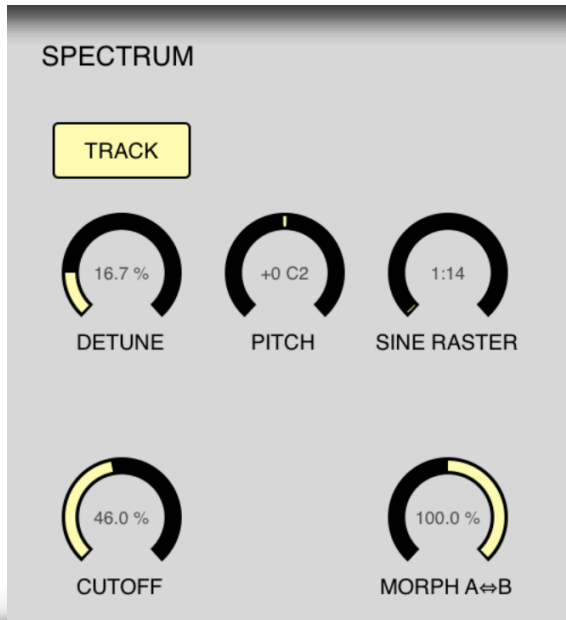 SPECTRUM
TRACK
16.7 % +0 C2 1:14
DETUNE PITCH SINE RASTER
46.0 % 100.0 %
CUTOFF MORPH A⇔B